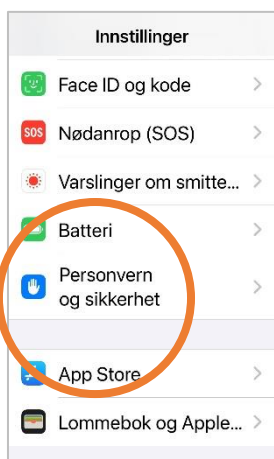 Innstillinger
Face ID og kode
SOS Nødanrop (SOS)
Varslinger om smitte...
Batteri
Personvern
og sikkerhet
App Store
Lommebok og Apple...